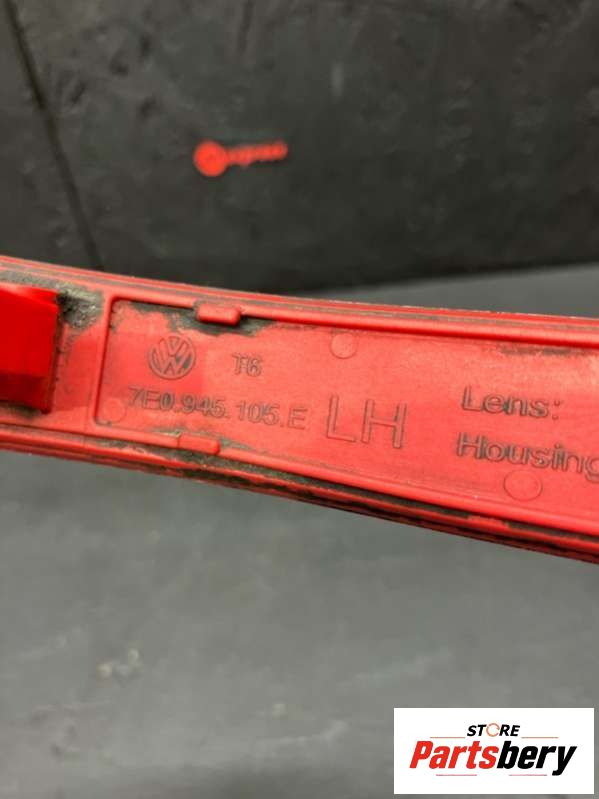 T6
7E0.945.105.E LH
Lens:
Housing
STORE
Partsbery